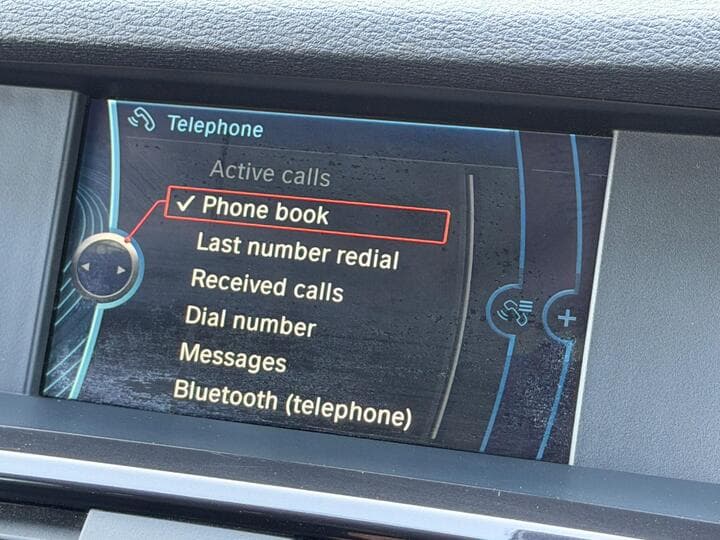 Telephone
Active calls
Phone book
Last number redial
Received calls
Dial number
Messages
Bluetooth (telephone)